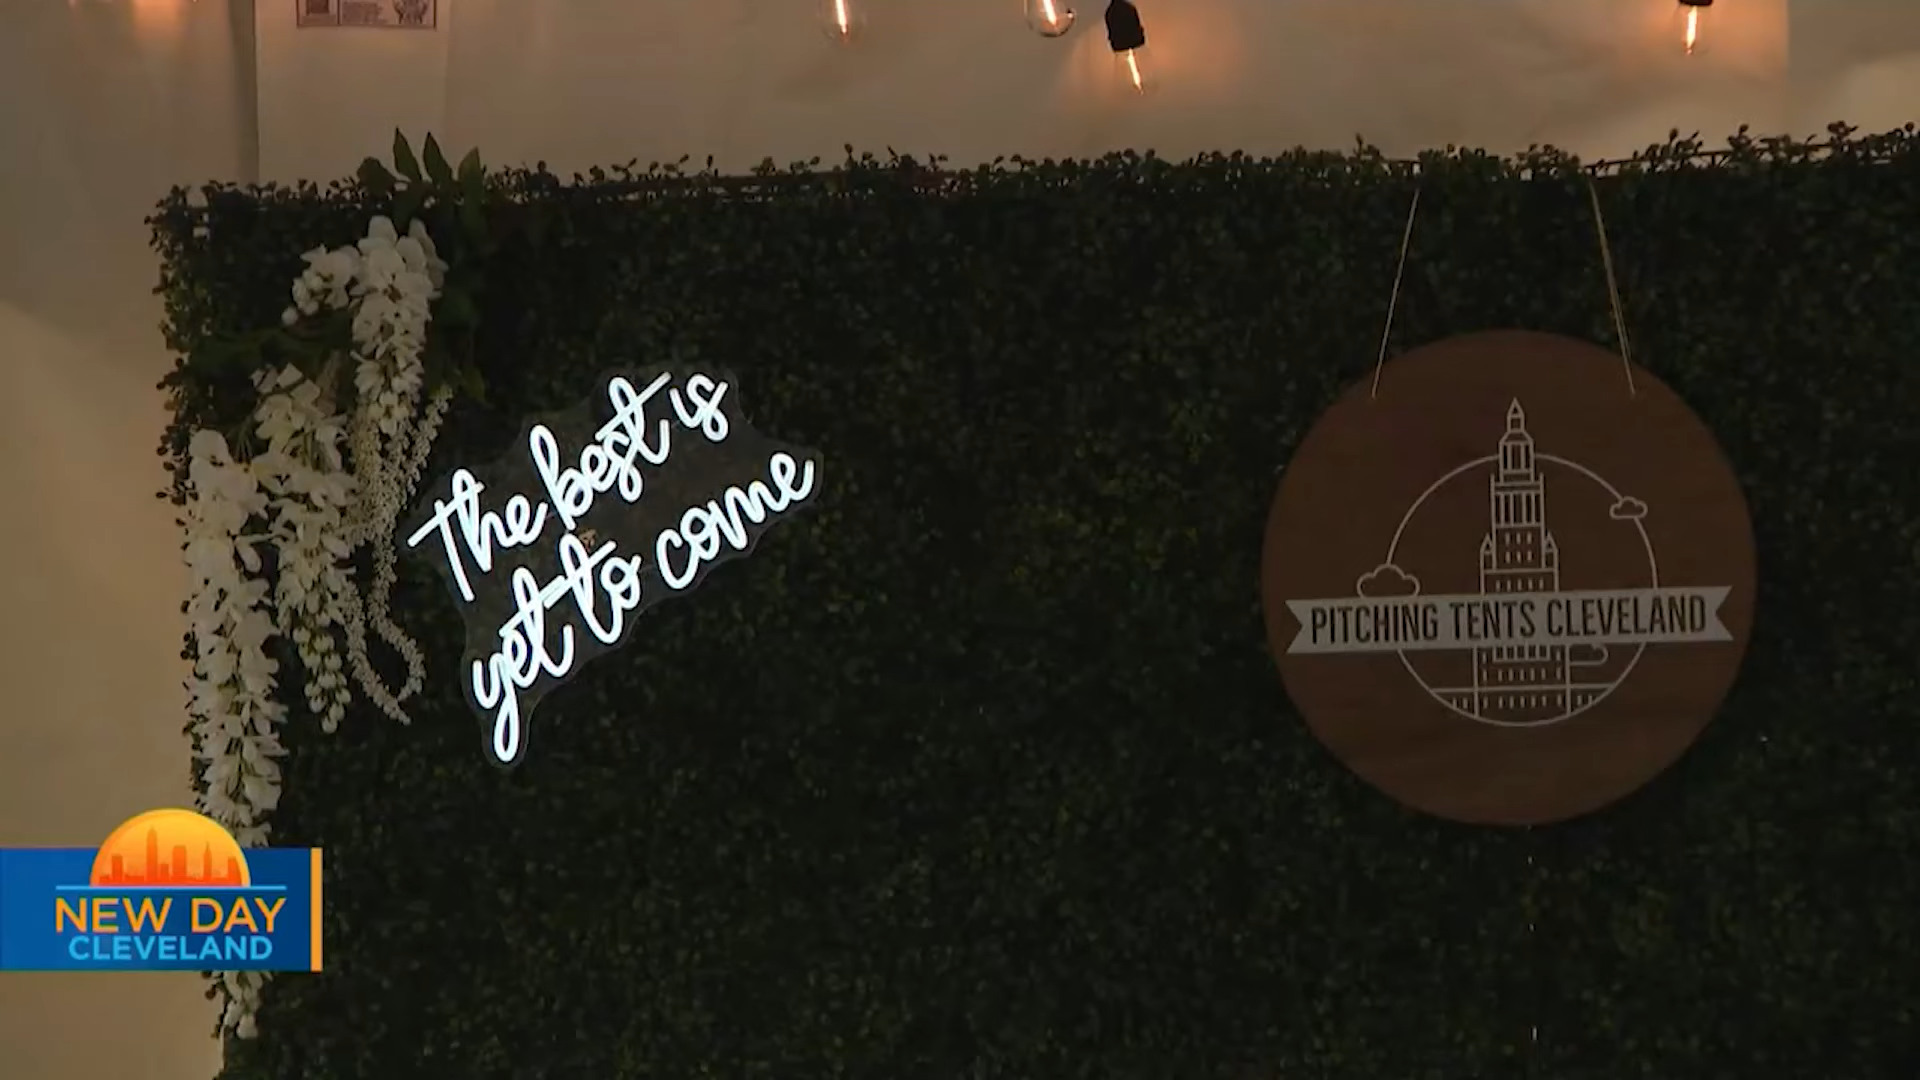 The best is
yet to come
PITCHING TENTS CLEVELAND
NEW DAY
CLEVELAND